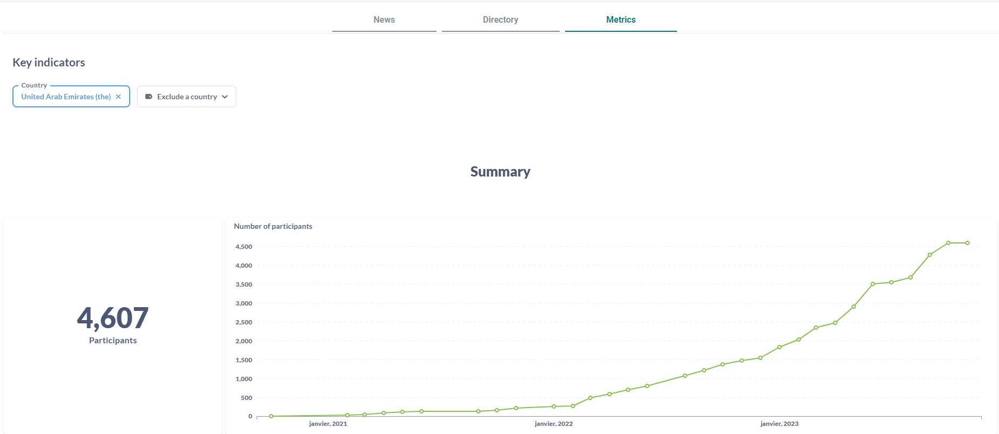 News
Directory
Metrics
Key indicators
Country
United Arab Emirates (the) ×
Exclude a country
Summary
4,607
Participants
Number of participants
4,500
4,000
3,500
3,000
2,500
2,000
1,500
1,000
500
0
janvier, 2021
janvier, 2022
janvier, 2023